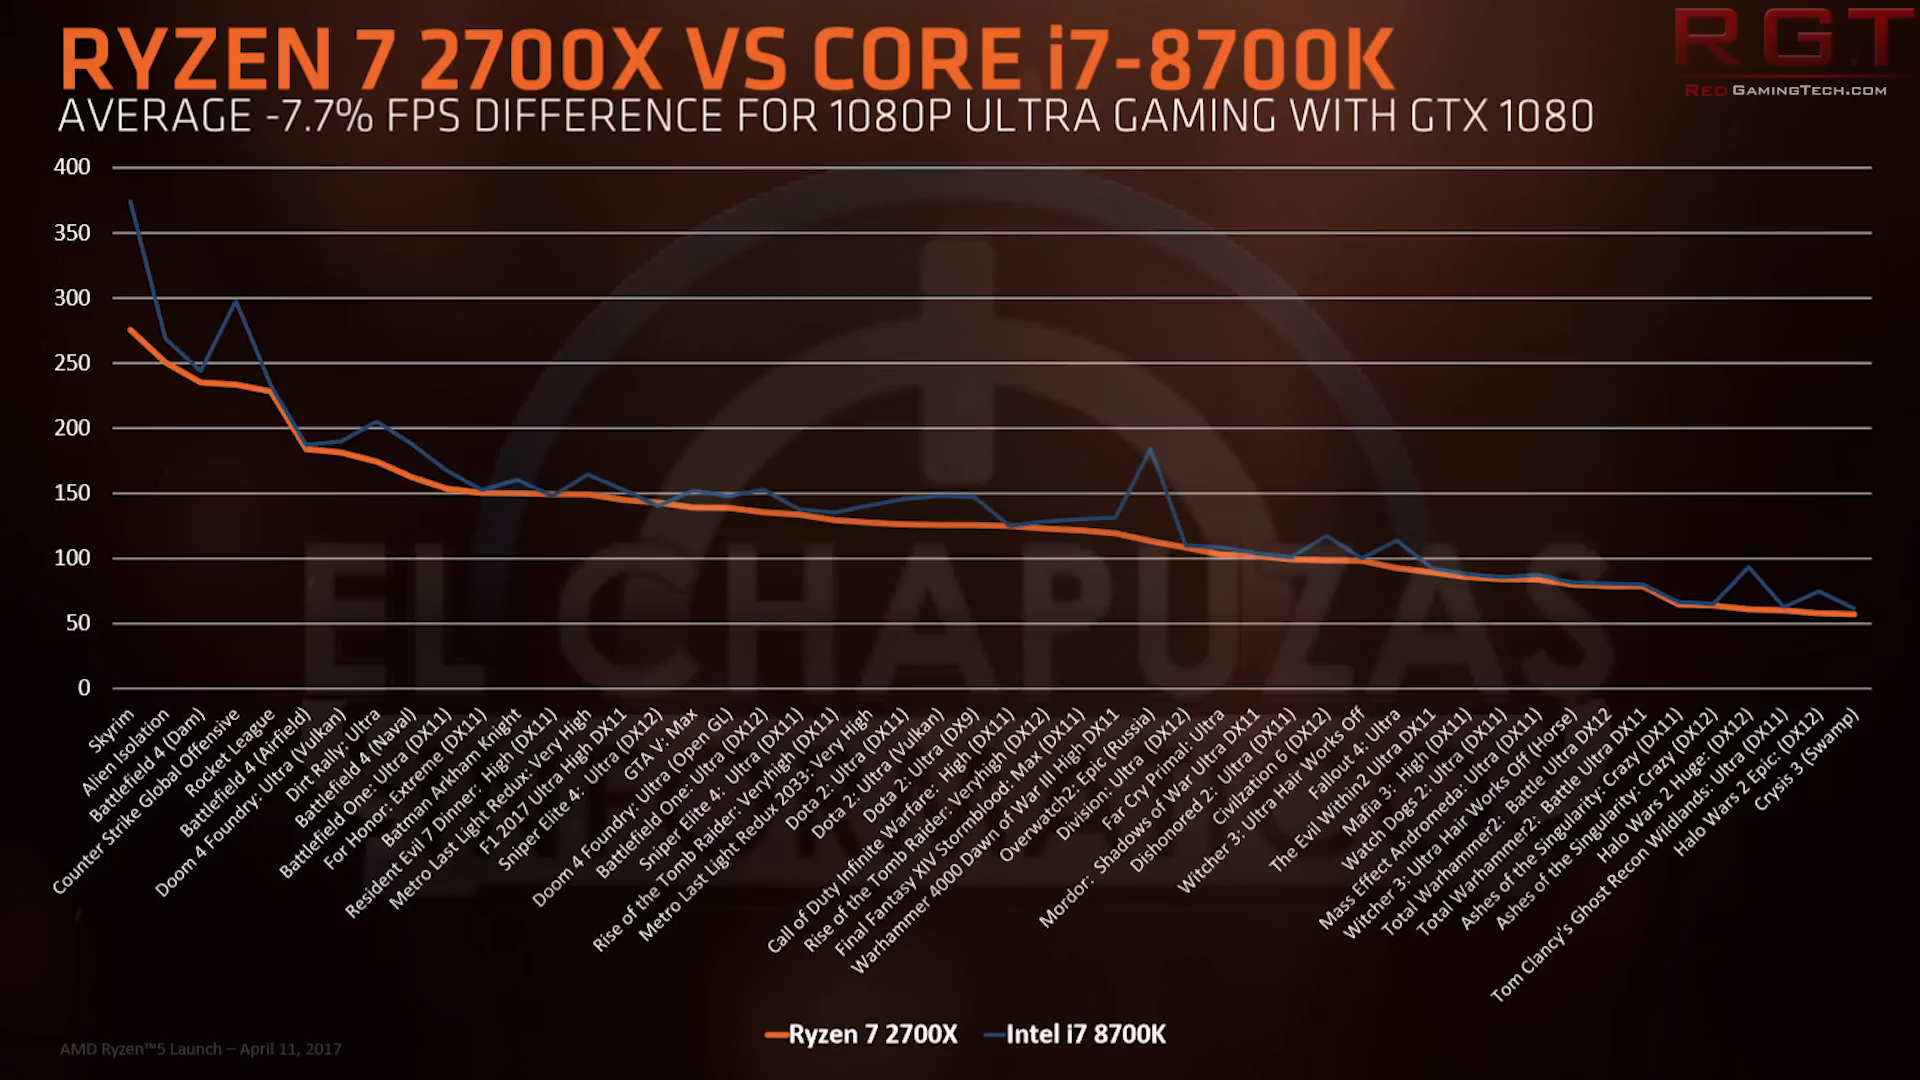 RYZEN 7 2700X VS CORE i7-8700K
AVERAGE -7.7% FPS DIFFERENCE FOR 1080P ULTRA GAMING WITH GTX 1080
RGT
RED GAMINGTECH.COM
400
350
300
250
200
150
100
50
0
EL CHAPUZAS
Skyrim
Alien Isolation
Battlefield 4 (Dam)
Counter Strike Global Offensive
Rocket League
Battlefield 4 (Airfield)
Doom 4 Foundry: Ultra (Vulkan)
Dirt Rally: Ultra
Battlefield 4 (Naval)
Battlefield One: Ultra (DX11)
For Honor: Extreme (DX11)
Batman Arkham Knight
Resident Evil 7 Dinner: High (DX11)
Metro Last Light Redux: Very High
F1 2017 Ultra High DX11
Sniper Elite 4: Ultra (DX12)
GTA V: Max
Doom 4 Foundry: Ultra (Open GL)
Battlefield One: Ultra (DX12)
Sniper Elite 4: Ultra (DX11)
Rise of the Tomb Raider: Veryhigh (DX11)
Metro Last Light Redux 2033: Very High
Dota 2: Ultra (DX11)
Dota 2: Ultra (Vulkan)
Dota 2: Ultra (DX9)
Call of Duty Infinite Warfare: High (DX11)
Rise of the Tomb Raider: Veryhigh (DX12)
Final Fantasy XIV Stormblood: Max (DX11)
Warhammer 4000 Dawn of War III High DX11
Overwatch2: Epic (Russia)
Division: Ultra (DX12)
Far Cry Primal: Ultra
Mordor: Shadows of War Ultra DX11
Dishonored 2: Ultra (DX11)
Civilzation 6 (DX12)
Witcher 3: Ultra Hair Works Off
Fallout 4: Ultra
The Evil Within2 Ultra DX11
Mafia 3: High (DX11)
Watch Dogs 2: Ultra (DX11)
Mass Effect Andromeda: Ultra (DX11)
Witcher 3: Ultra Hair Works Off (Horse)
Total Warhammer2: Battle Ultra DX12
Total Warhammer2: Battle Ultra DX11
Ashes of the Singularity: Crazy (DX11)
Ashes of the Singularity: Crazy (DX12)
Halo Wars 2 Huge: (DX12)
Tom Clancy's Ghost Recon Wildlands: Ultra (DX11)
Halo Wars 2 Epic: (DX12)
Crysis 3 (Swamp)
Ryzen 7 2700X
Intel i7 8700K
AMD Ryzen™5 Launch – April 11, 2017